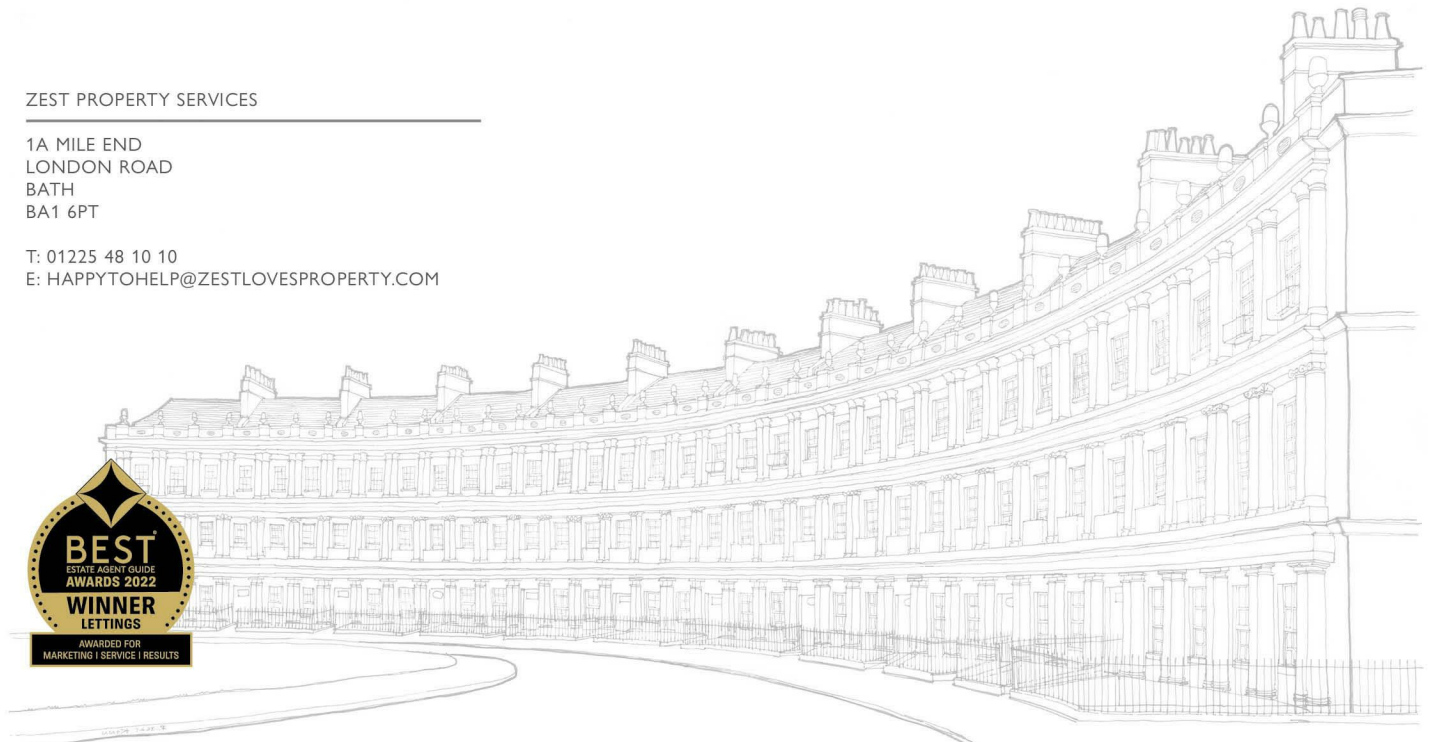 ZEST PROPERTY SERVICES
1A MILE END
LONDON ROAD
BATH
BA1 6PT
T: 01225 48 10 10
E: HAPPYTOHELP@ZESTLOVESPROPERTY.COM
BEST
ESTATE AGENT GUIDE
AWARDS 2022
WINNER
LETTINGS
AWARDED FOR
MARKETING | SERVICE | RESULTS